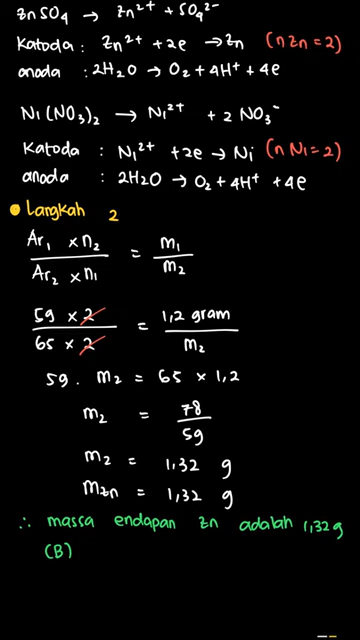 ZnSO4 → Zn²⁺ + SO4²⁻
Katoda : Zn²⁺ + 2e → Zn (n Zn = 2)
anoda : 2H2O → O2 + 4H⁺ + 4e
Ni(NO3)2 → Ni²⁺ + 2 NO3⁻
Katoda : Ni²⁺ + 2e → Ni (n Ni = 2)
anoda : 2H2O → O2 + 4H⁺ + 4e
Langkah 2
Ar1 × n2 / Ar2 × n1 = m1 / m2
59 × 2 / 65 × 2 = 1,2 gram / m2
59 . m2 = 65 × 1,2
m2 = 78 / 59
m2 = 1,32 g
mzn = 1,32 g
∴ massa endapan Zn adalah 1,32 g
(B)